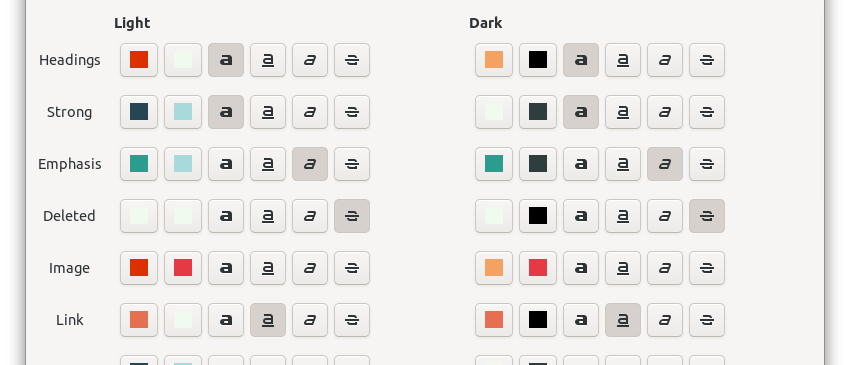 Light Dark
Headings a a a a a a a a
Strong a a a a a a a a
Emphasis a a a a a a a a
Deleted a a a a a a a a
Image a a a a a a a a
Link a a a a a a a a